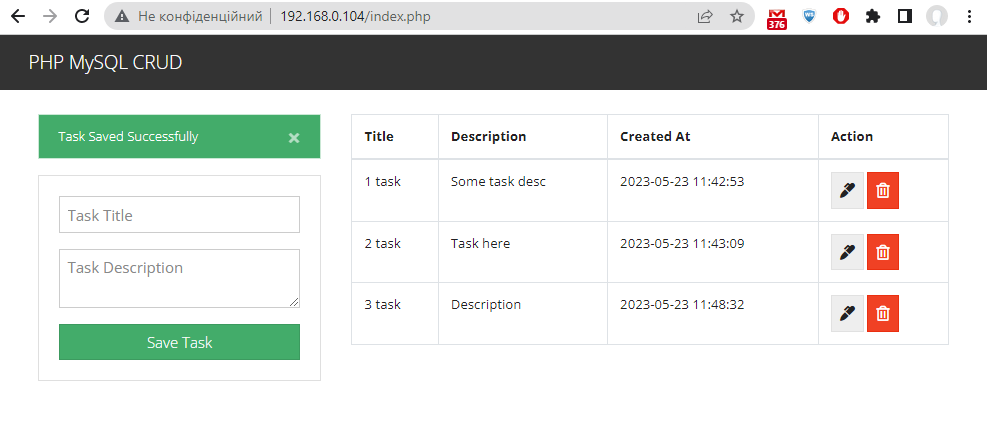 Не конфіденційний 192.168.0.104/index.php
376
PHP MySQL CRUD
Task Saved Successfully ×
Task Title
Task Description
Save Task
Title Description Created At Action
1 task Some task desc 2023-05-23 11:42:53
2 task Task here 2023-05-23 11:43:09
3 task Description 2023-05-23 11:48:32